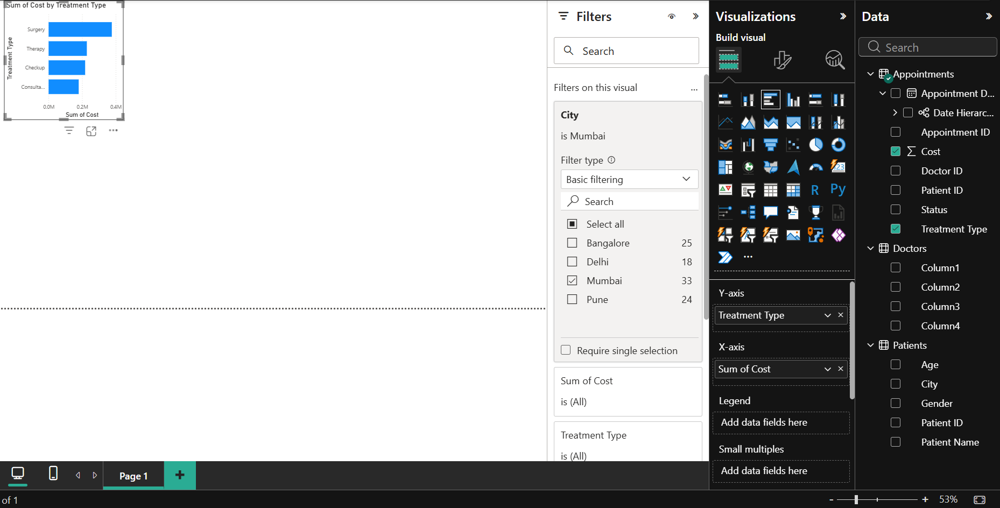 Sum of Cost by Treatment Type
Treatment Type
Surgery
Therapy
Checkup
Consulta...
0.0M 0.2M 0.4M
Sum of Cost
Filters
Search
Filters on this visual ...
City
is Mumbai
Filter type
Basic filtering
Search
Select all
Bangalore 25
Delhi 18
Mumbai 33
Pune 24
Require single selection
Sum of Cost
is (All)
Treatment Type
is (All)
Visualizations
Build visual
123
R Py
...
Y-axis
Treatment Type
X-axis
Sum of Cost
Legend
Add data fields here
Small multiples
Add data fields here
Data
Search
Appointments
Appointment D...
Date Hierarc...
Appointment ID
Σ Cost
Doctor ID
Patient ID
Status
Treatment Type
Doctors
Column1
Column2
Column3
Column4
Patients
Age
City
Gender
Patient ID
Patient Name
Page 1 +
of 1
- + 53%